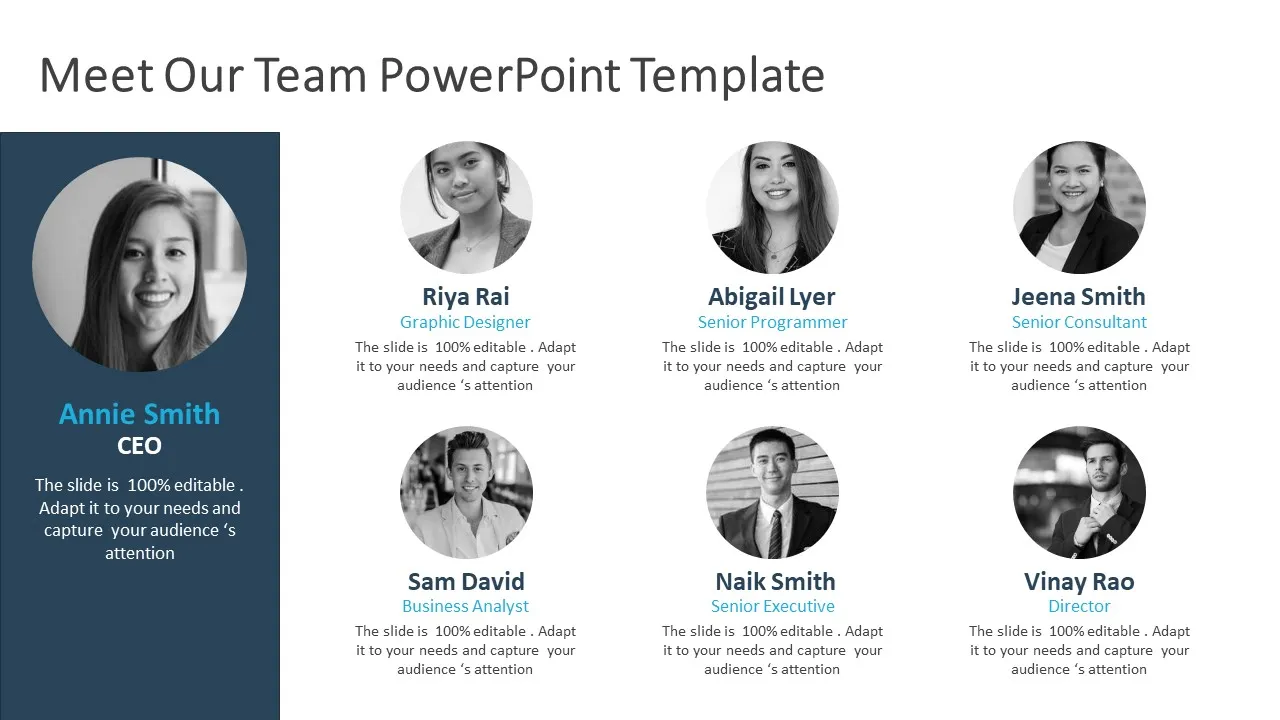 Meet Our Team PowerPoint Template
Annie Smith
CEO
The slide is  100% editable .
Adapt it to your needs and
capture  your audience ‘s
attention
Riya Rai
Graphic Designer
The slide is  100% editable . Adapt
it to your needs and capture  your
audience ‘s attention
Abigail Lyer
Senior Programmer
The slide is  100% editable . Adapt
it to your needs and capture  your
audience ‘s attention
Jeena Smith
Senior Consultant
The slide is  100% editable . Adapt
it to your needs and capture  your
audience ‘s attention
Sam David
Business Analyst
The slide is  100% editable . Adapt
it to your needs and capture  your
audience ‘s attention
Naik Smith
Senior Executive
The slide is  100% editable . Adapt
it to your needs and capture  your
audience ‘s attention
Vinay Rao
Director
The slide is  100% editable . Adapt
it to your needs and capture  your
audience ‘s attention